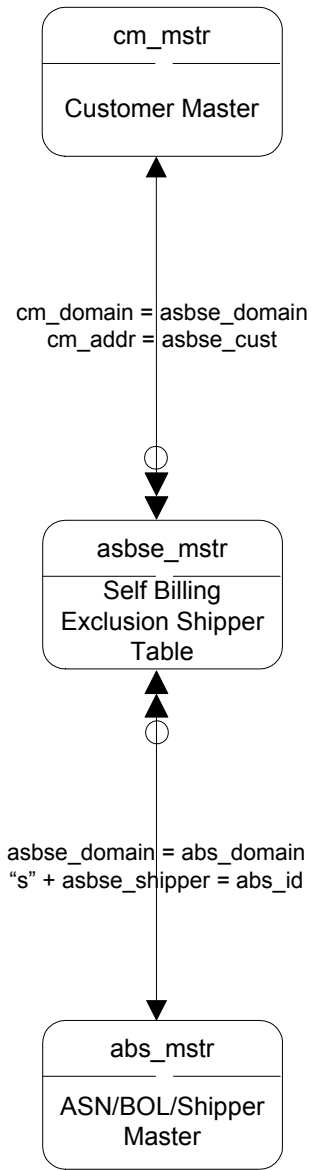 cm_mstr
Customer Master
cm_domain = asbse_domain
cm_addr = asbse_cust
asbse_mstr
Self Billing
Exclusion Shipper
Table
asbse_domain = abs_domain
“s” + asbse_shipper = abs_id
abs_mstr
ASN/BOL/Shipper
Master